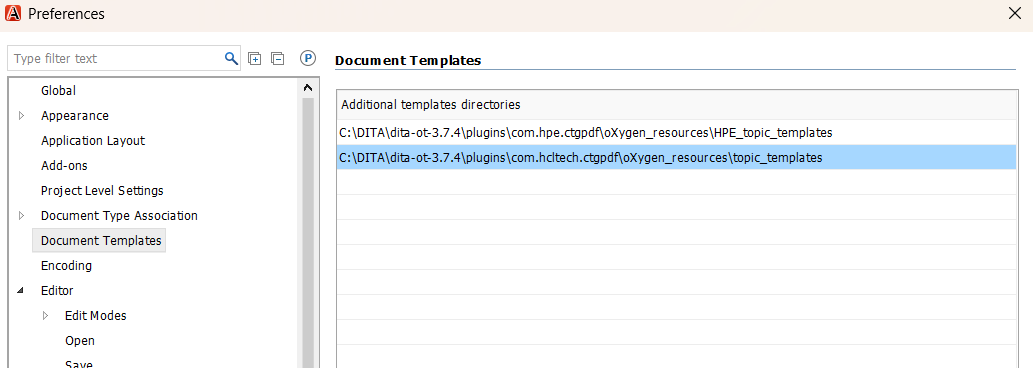 Preferences
Type filter text
Global
Appearance
Application Layout
Add-ons
Project Level Settings
Document Type Association
Document Templates
Encoding
Editor
Edit Modes
Open
Save
P
Document Templates
Additional templates directories
C:\DITA\dita-ot-3.7.4\plugins\com.hpe.ctgpdf\oXygen_resources\HPE_topic_templates
C:\DITA\dita-ot-3.7.4\plugins\com.hcltech.ctgpdf\oXygen_resources\topic_templates